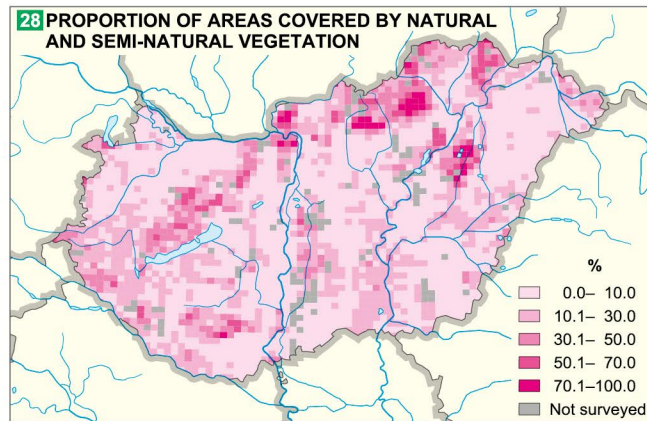 28 PROPORTION OF AREAS COVERED BY NATURAL
AND SEMI-NATURAL VEGETATION
%
0.0– 10.0
10.1– 30.0
30.1– 50.0
50.1– 70.0
70.1–100.0
Not surveyed